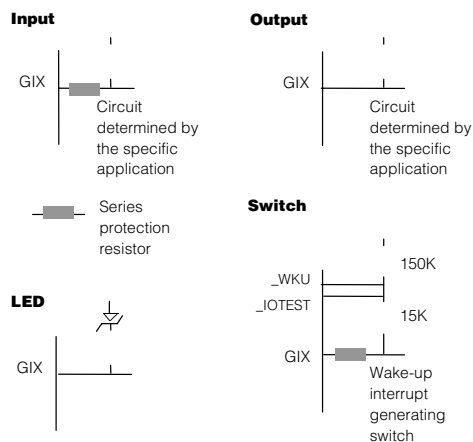 Input
GIX
Circuit
determined by
the specific
application
Series
protection
resistor
LED
GIX
Output
GIX
Circuit
determined by
the specific
application
Switch
_WKU
150K
_IOTEST
15K
GIX
Wake-up
interrupt
generating
switch